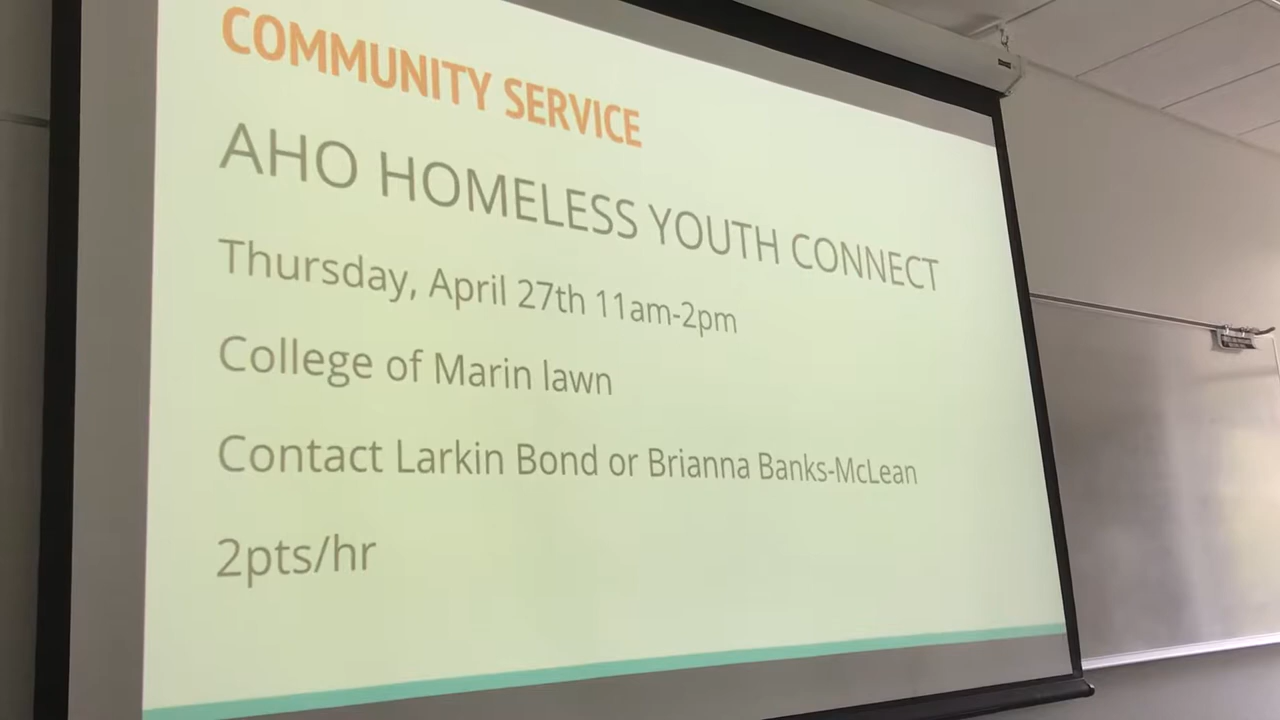 COMMUNITY SERVICE
AHO HOMELESS YOUTH CONNECT
Thursday, April 27th 11am-2pm
College of Marin lawn
Contact Larkin Bond or Brianna Banks-McLean
2pts/hr